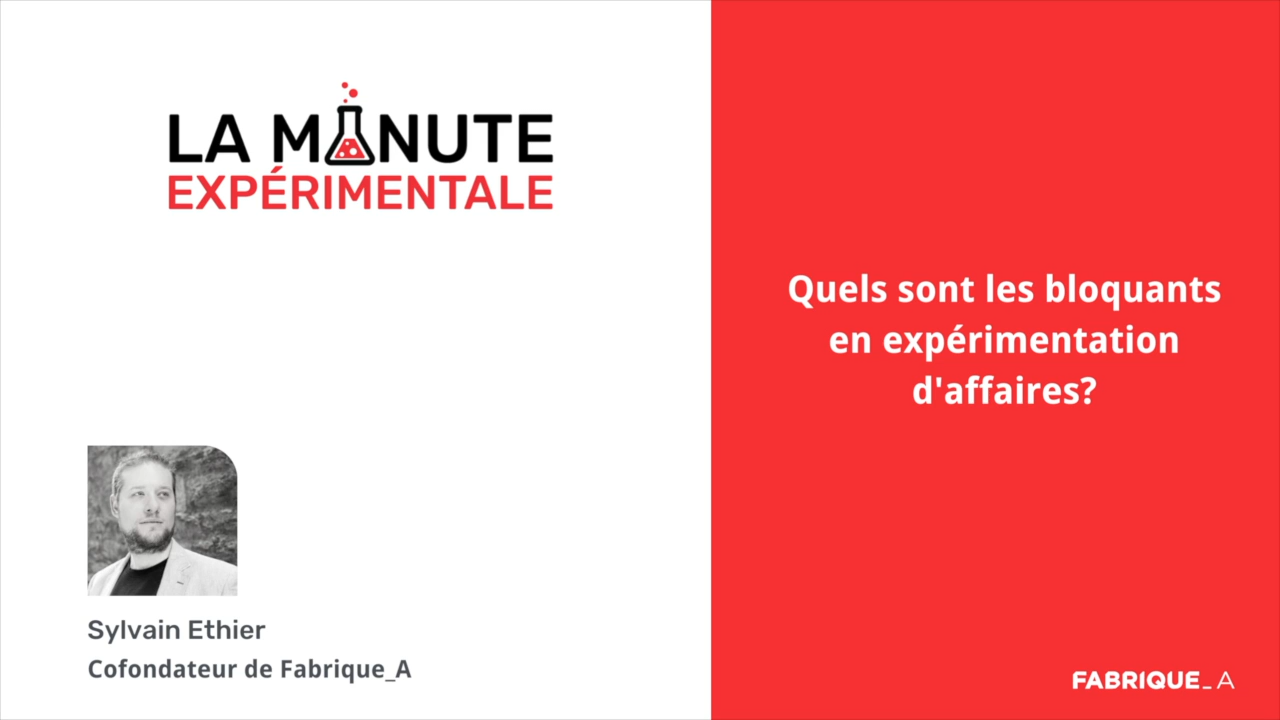 LA MINUTE
EXPÉRIMENTALE
Quels sont les bloquants
en expérimentation
d'affaires?
Sylvain Ethier
Cofondateur de Fabrique_A
FABRIQUE_A